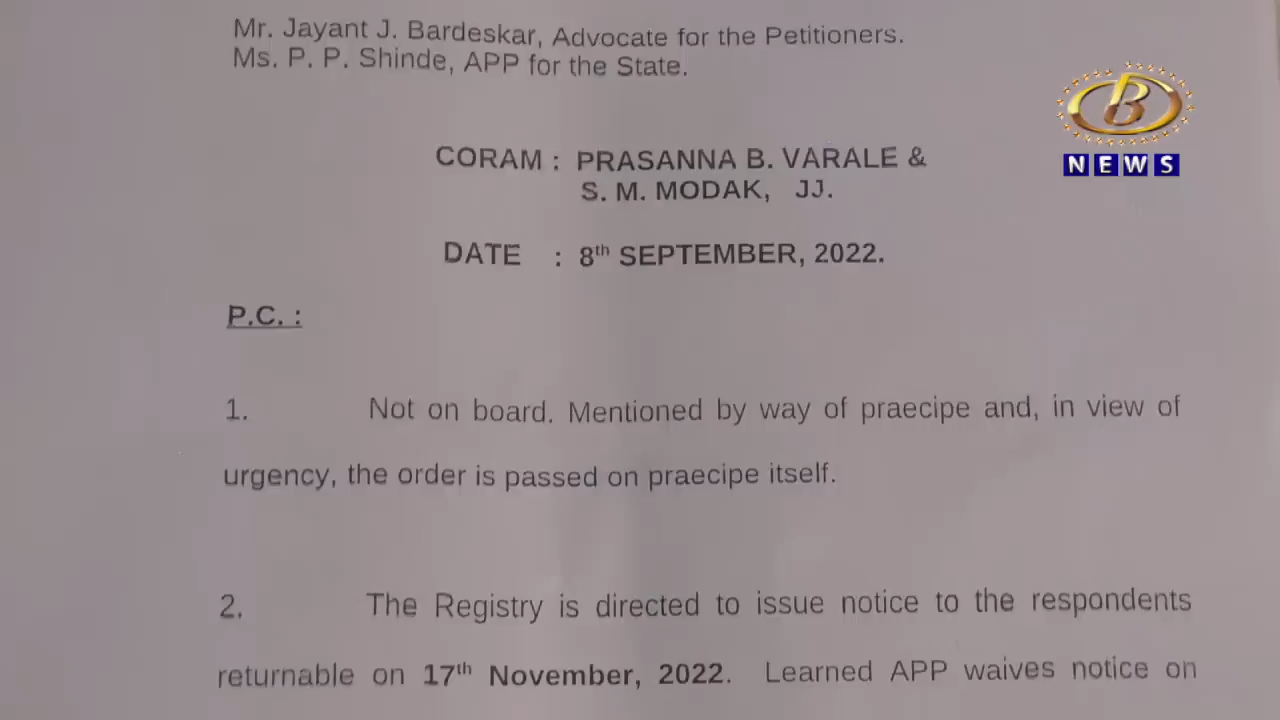 Mr. Jayant J. Bardeskar, Advocate for the Petitioners.
Ms. P. P. Shinde, APP for the State.
B
NEWS
CORAM : PRASANNA B. VARALE &
S. M. MODAK, JJ.
DATE : 8th SEPTEMBER, 2022.
P.C. :
1. Not on board. Mentioned by way of praecipe and, in view of
urgency, the order is passed on praecipe itself.
2. The Registry is directed to issue notice to the respondents
returnable on 17th November, 2022. Learned APP waives notice on